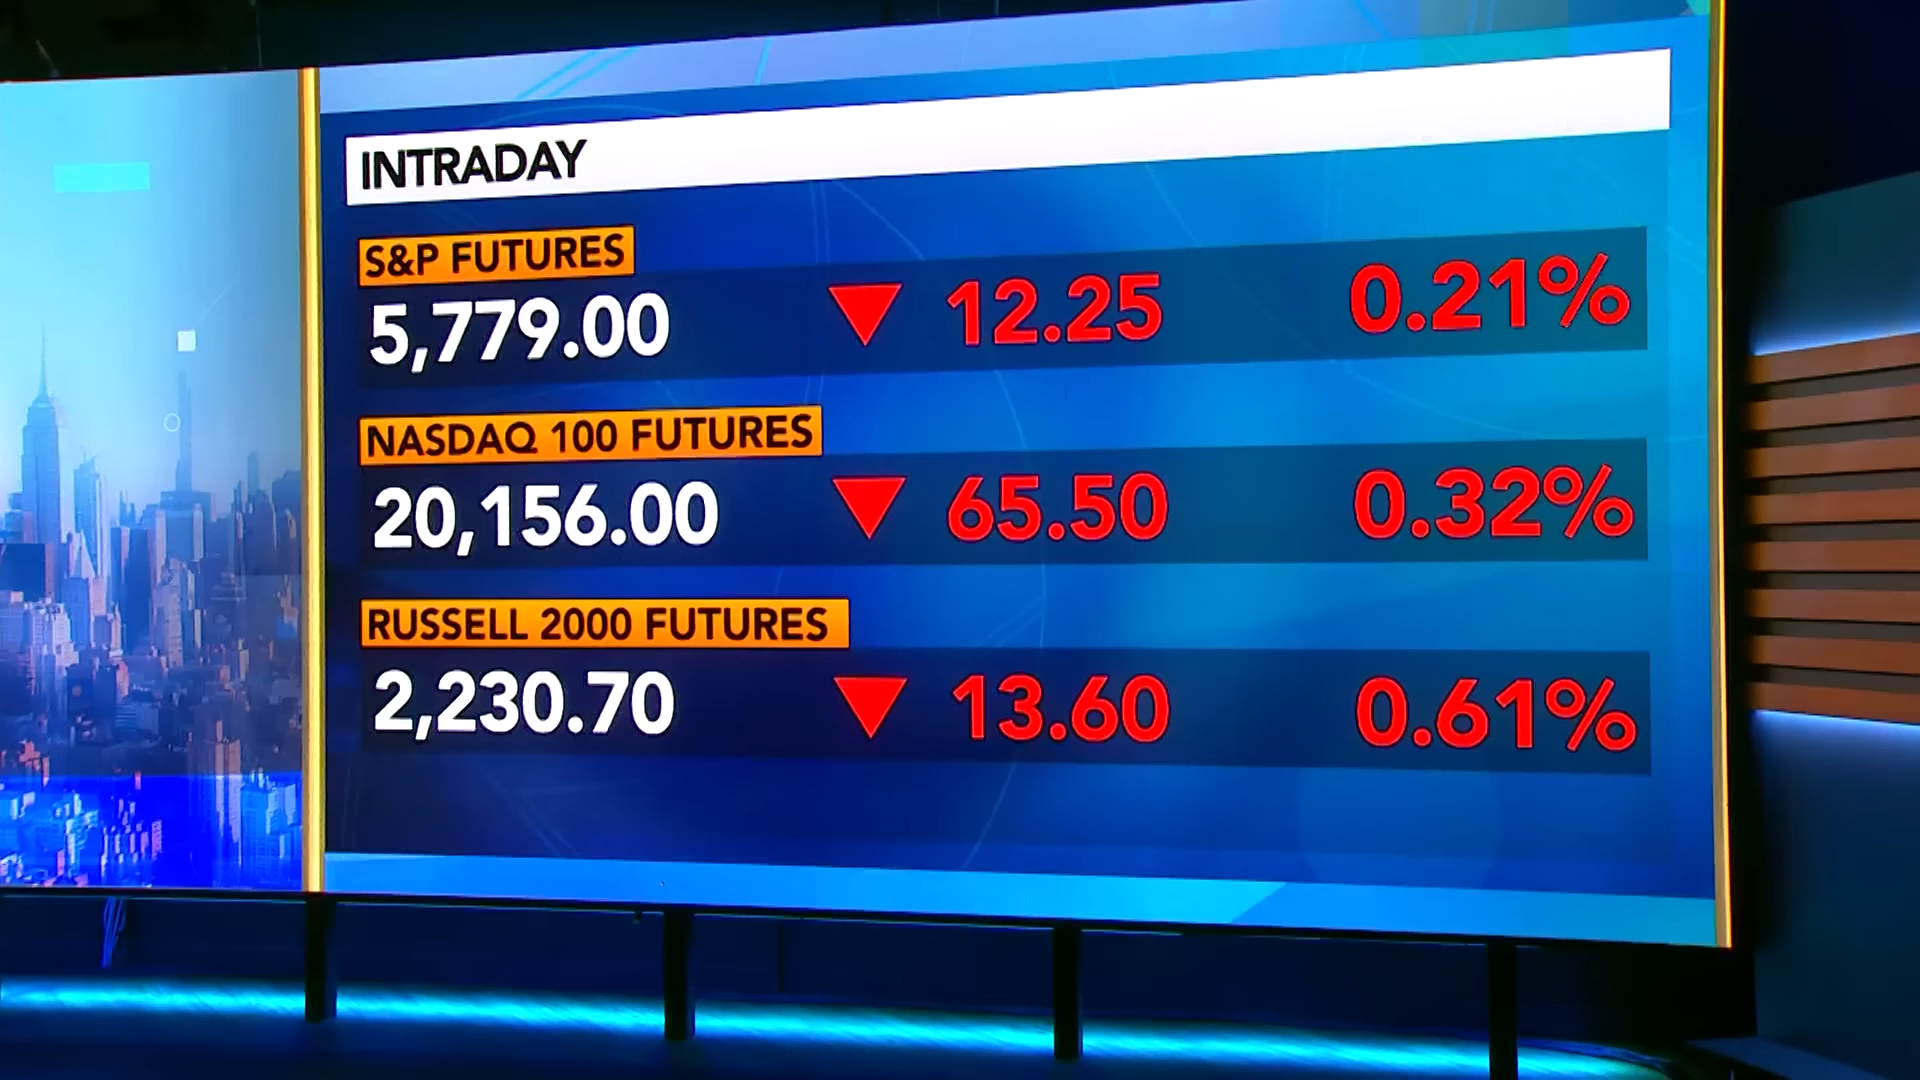 INTRADAY
S&P FUTURES
5,779.00 ▼ 12.25 0.21%
NASDAQ 100 FUTURES
20,156.00 ▼ 65.50 0.32%
RUSSELL 2000 FUTURES
2,230.70 ▼ 13.60 0.61%